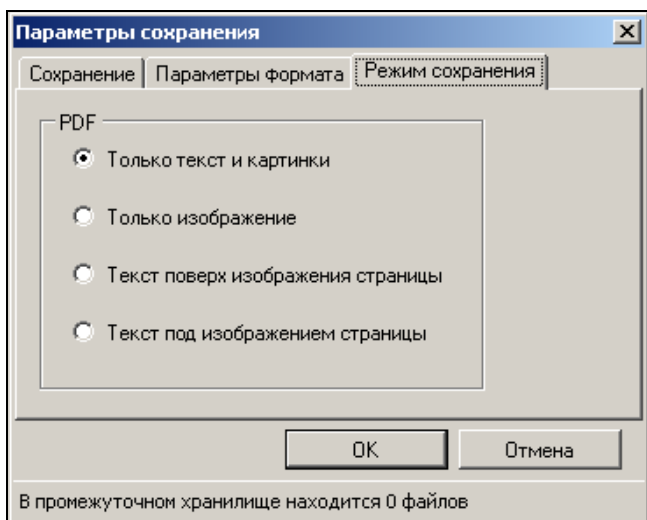 Параметры сохранения
Сохранение Параметры формата Режим сохранения
PDF
Только текст и картинки
Только изображение
Текст поверх изображения страницы
Текст под изображением страницы
OK Отмена
В промежуточном хранилище находится 0 файлов